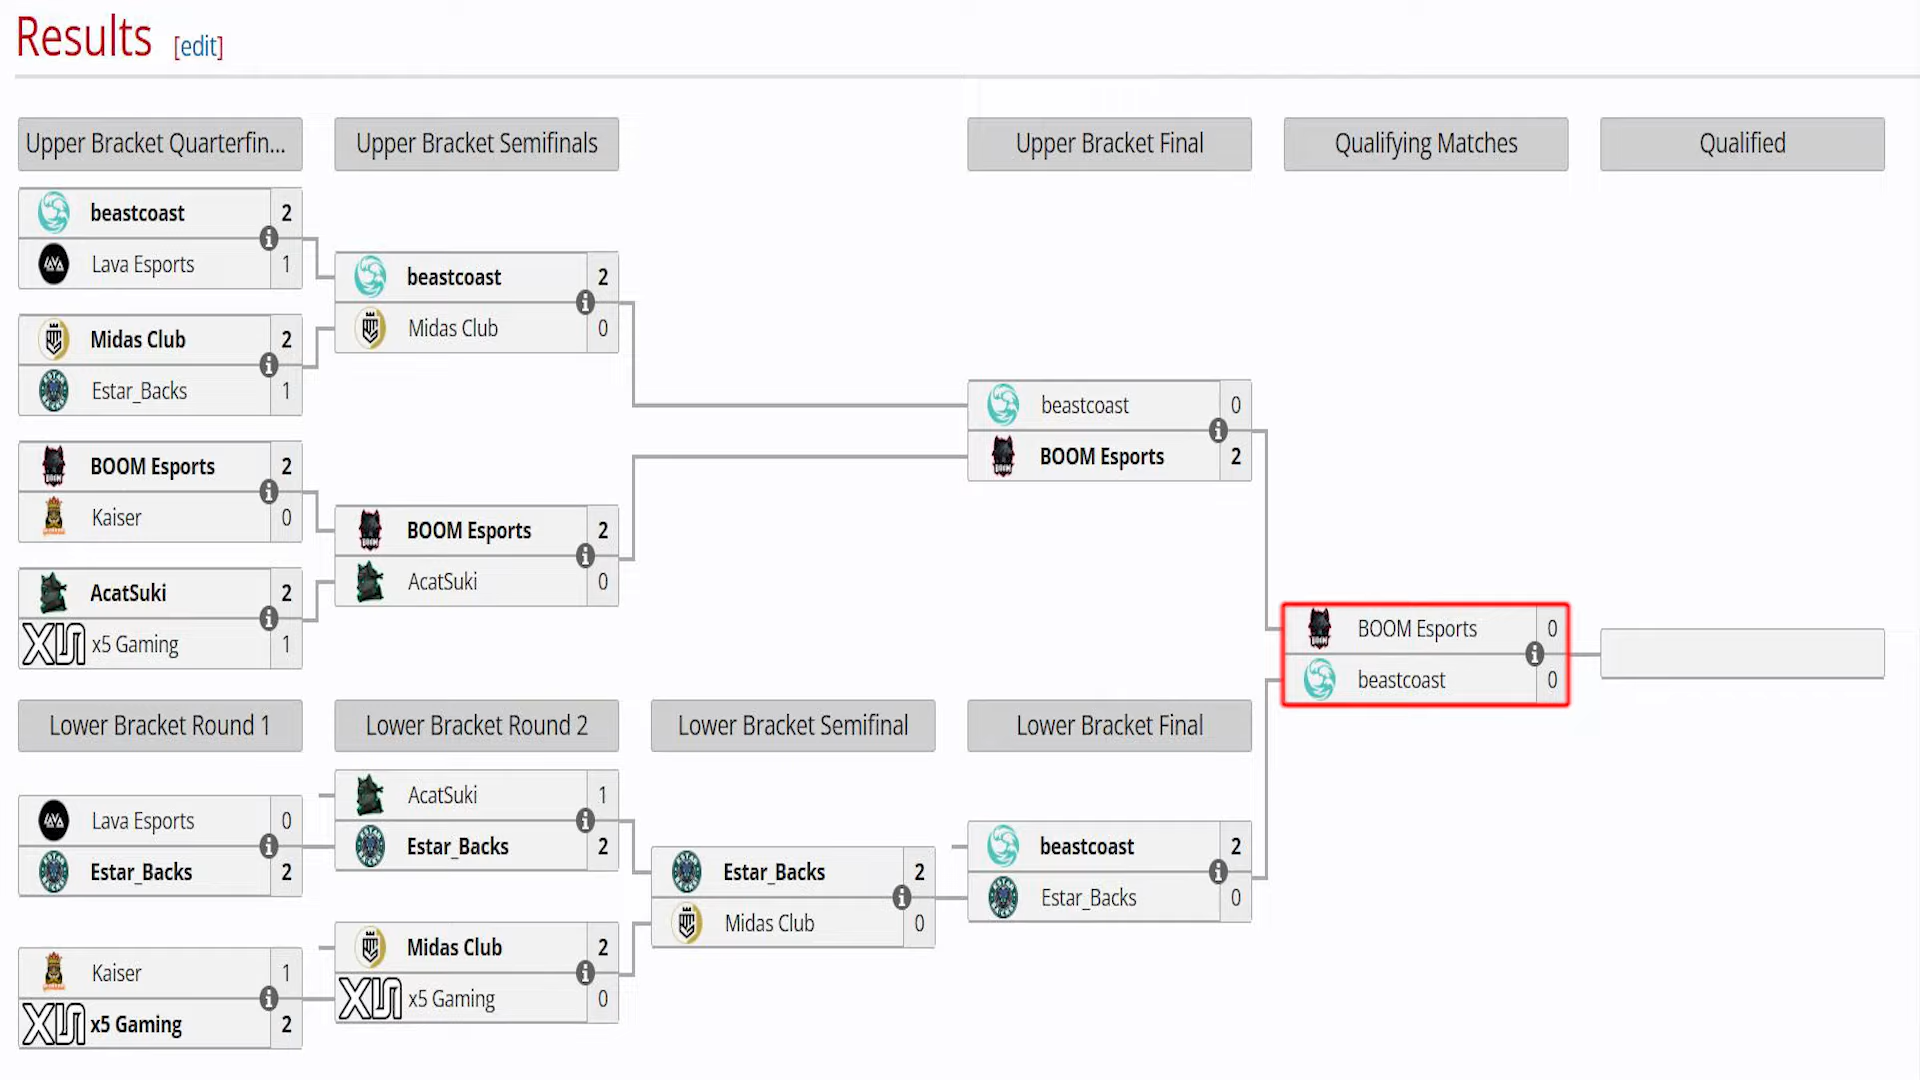 Results [edit]
Upper Bracket Quarterfin...
Upper Bracket Semifinals
Upper Bracket Final
Qualifying Matches
Qualified
beastcoast 2
Lava Esports 1
Midas Club 2
Estar_Backs 1
BOOM Esports 2
Kaiser 0
AcatSuki 2
x5 Gaming 1
beastcoast 2
Midas Club 0
BOOM Esports 2
AcatSuki 0
beastcoast 0
BOOM Esports 2
BOOM Esports 0
beastcoast 0
Lower Bracket Round 1
Lower Bracket Round 2
Lower Bracket Semifinal
Lower Bracket Final
Lava Esports 0
Estar_Backs 2
Kaiser 1
x5 Gaming 2
AcatSuki 1
Estar_Backs 2
Midas Club 2
x5 Gaming 0
Estar_Backs 2
Midas Club 0
beastcoast 2
Estar_Backs 0